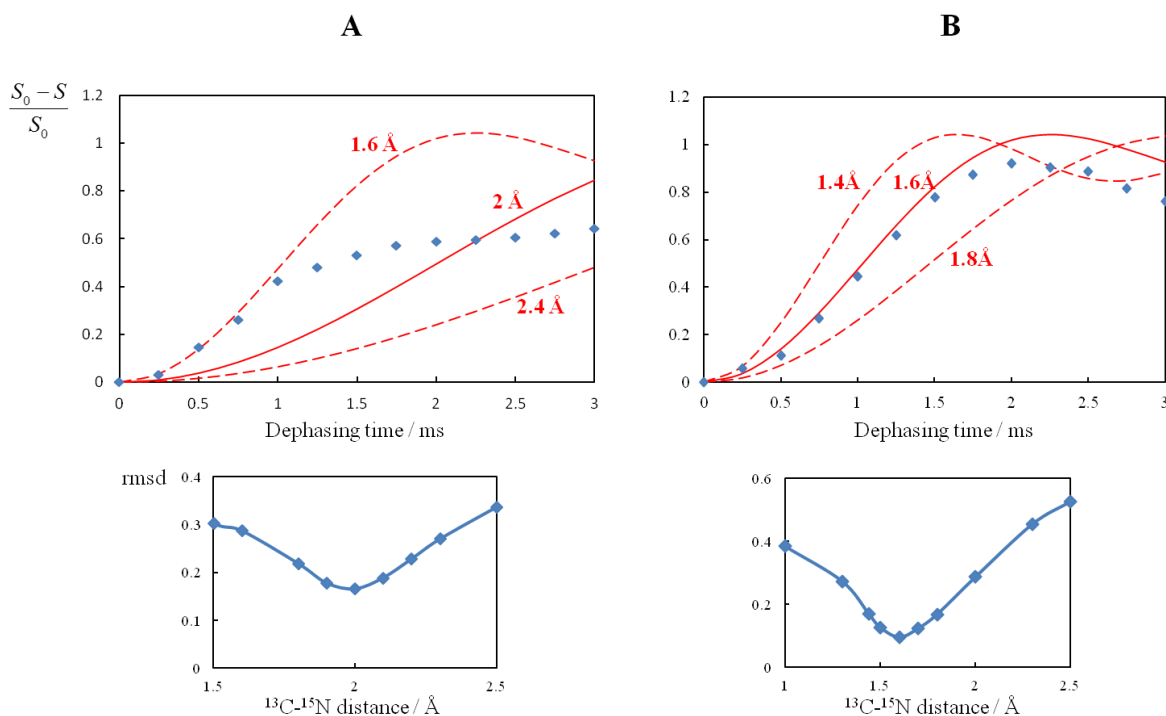 A
B
S₀ − S
S₀
1.2
1
0.8
0.6
0.4
0.2
0
0 0.5 1 1.5 2 2.5 3
1.6 Å
2 Å
2.4 Å
Dephasing time / ms
1.2
1
0.8
0.6
0.4
0.2
0
0 0.5 1 1.5 2 2.5 3
1.4Å
1.6Å
1.8Å
Dephasing time / ms
rmsd
0.4
0.3
0.2
0.1
0
1.5 2 2.5
¹³C-¹⁵N distance / Å
0.6
0.4
0.2
0
1 1.5 2 2.5
¹³C-¹⁵N distance / Å